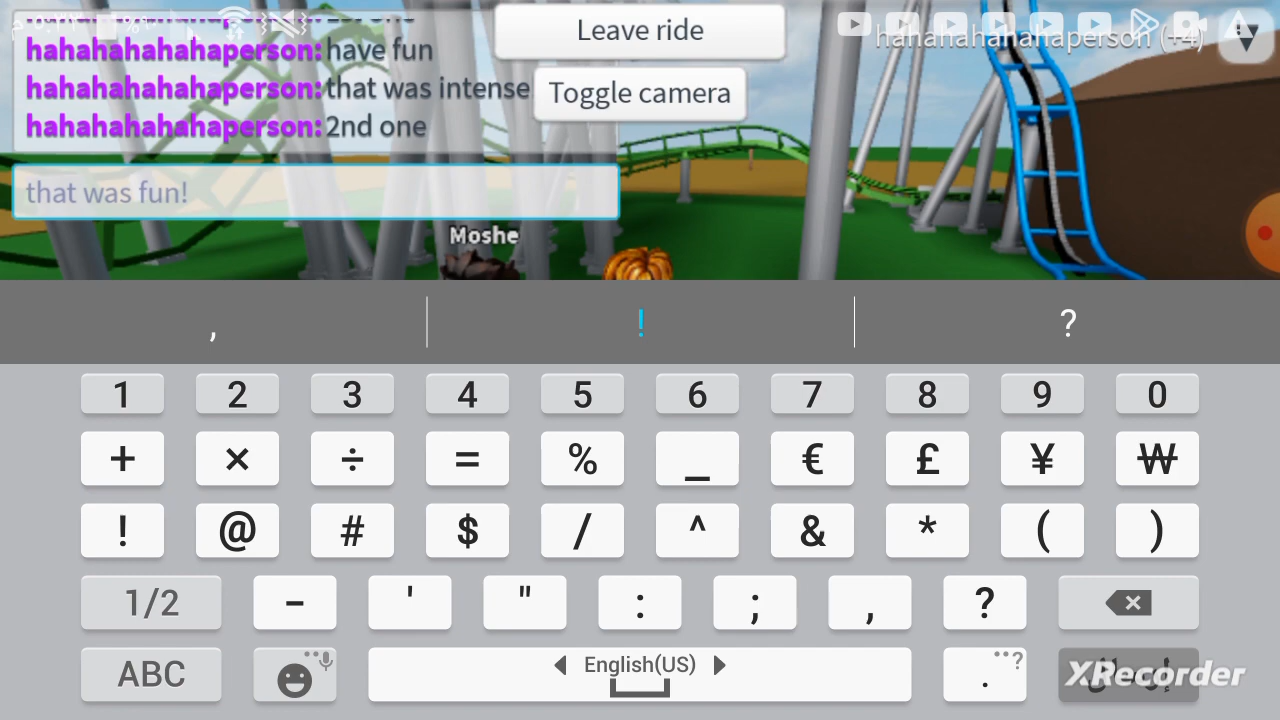 hahahahahahaperson: have fun
hahahahahahaperson: that was intense
hahahahahahaperson: 2nd one
that was fun!
Leave ride
Toggle camera
hahahahahahaperson (+4)
Moshe
, ! ?
1 2 3 4 5 6 7 8 9 0
+ × ÷ = % _ € £ ¥ ₩
! @ # $ / ^ & * ( )
1/2 - ' " : ; , ?
ABC English(US) . ?
XRecorder